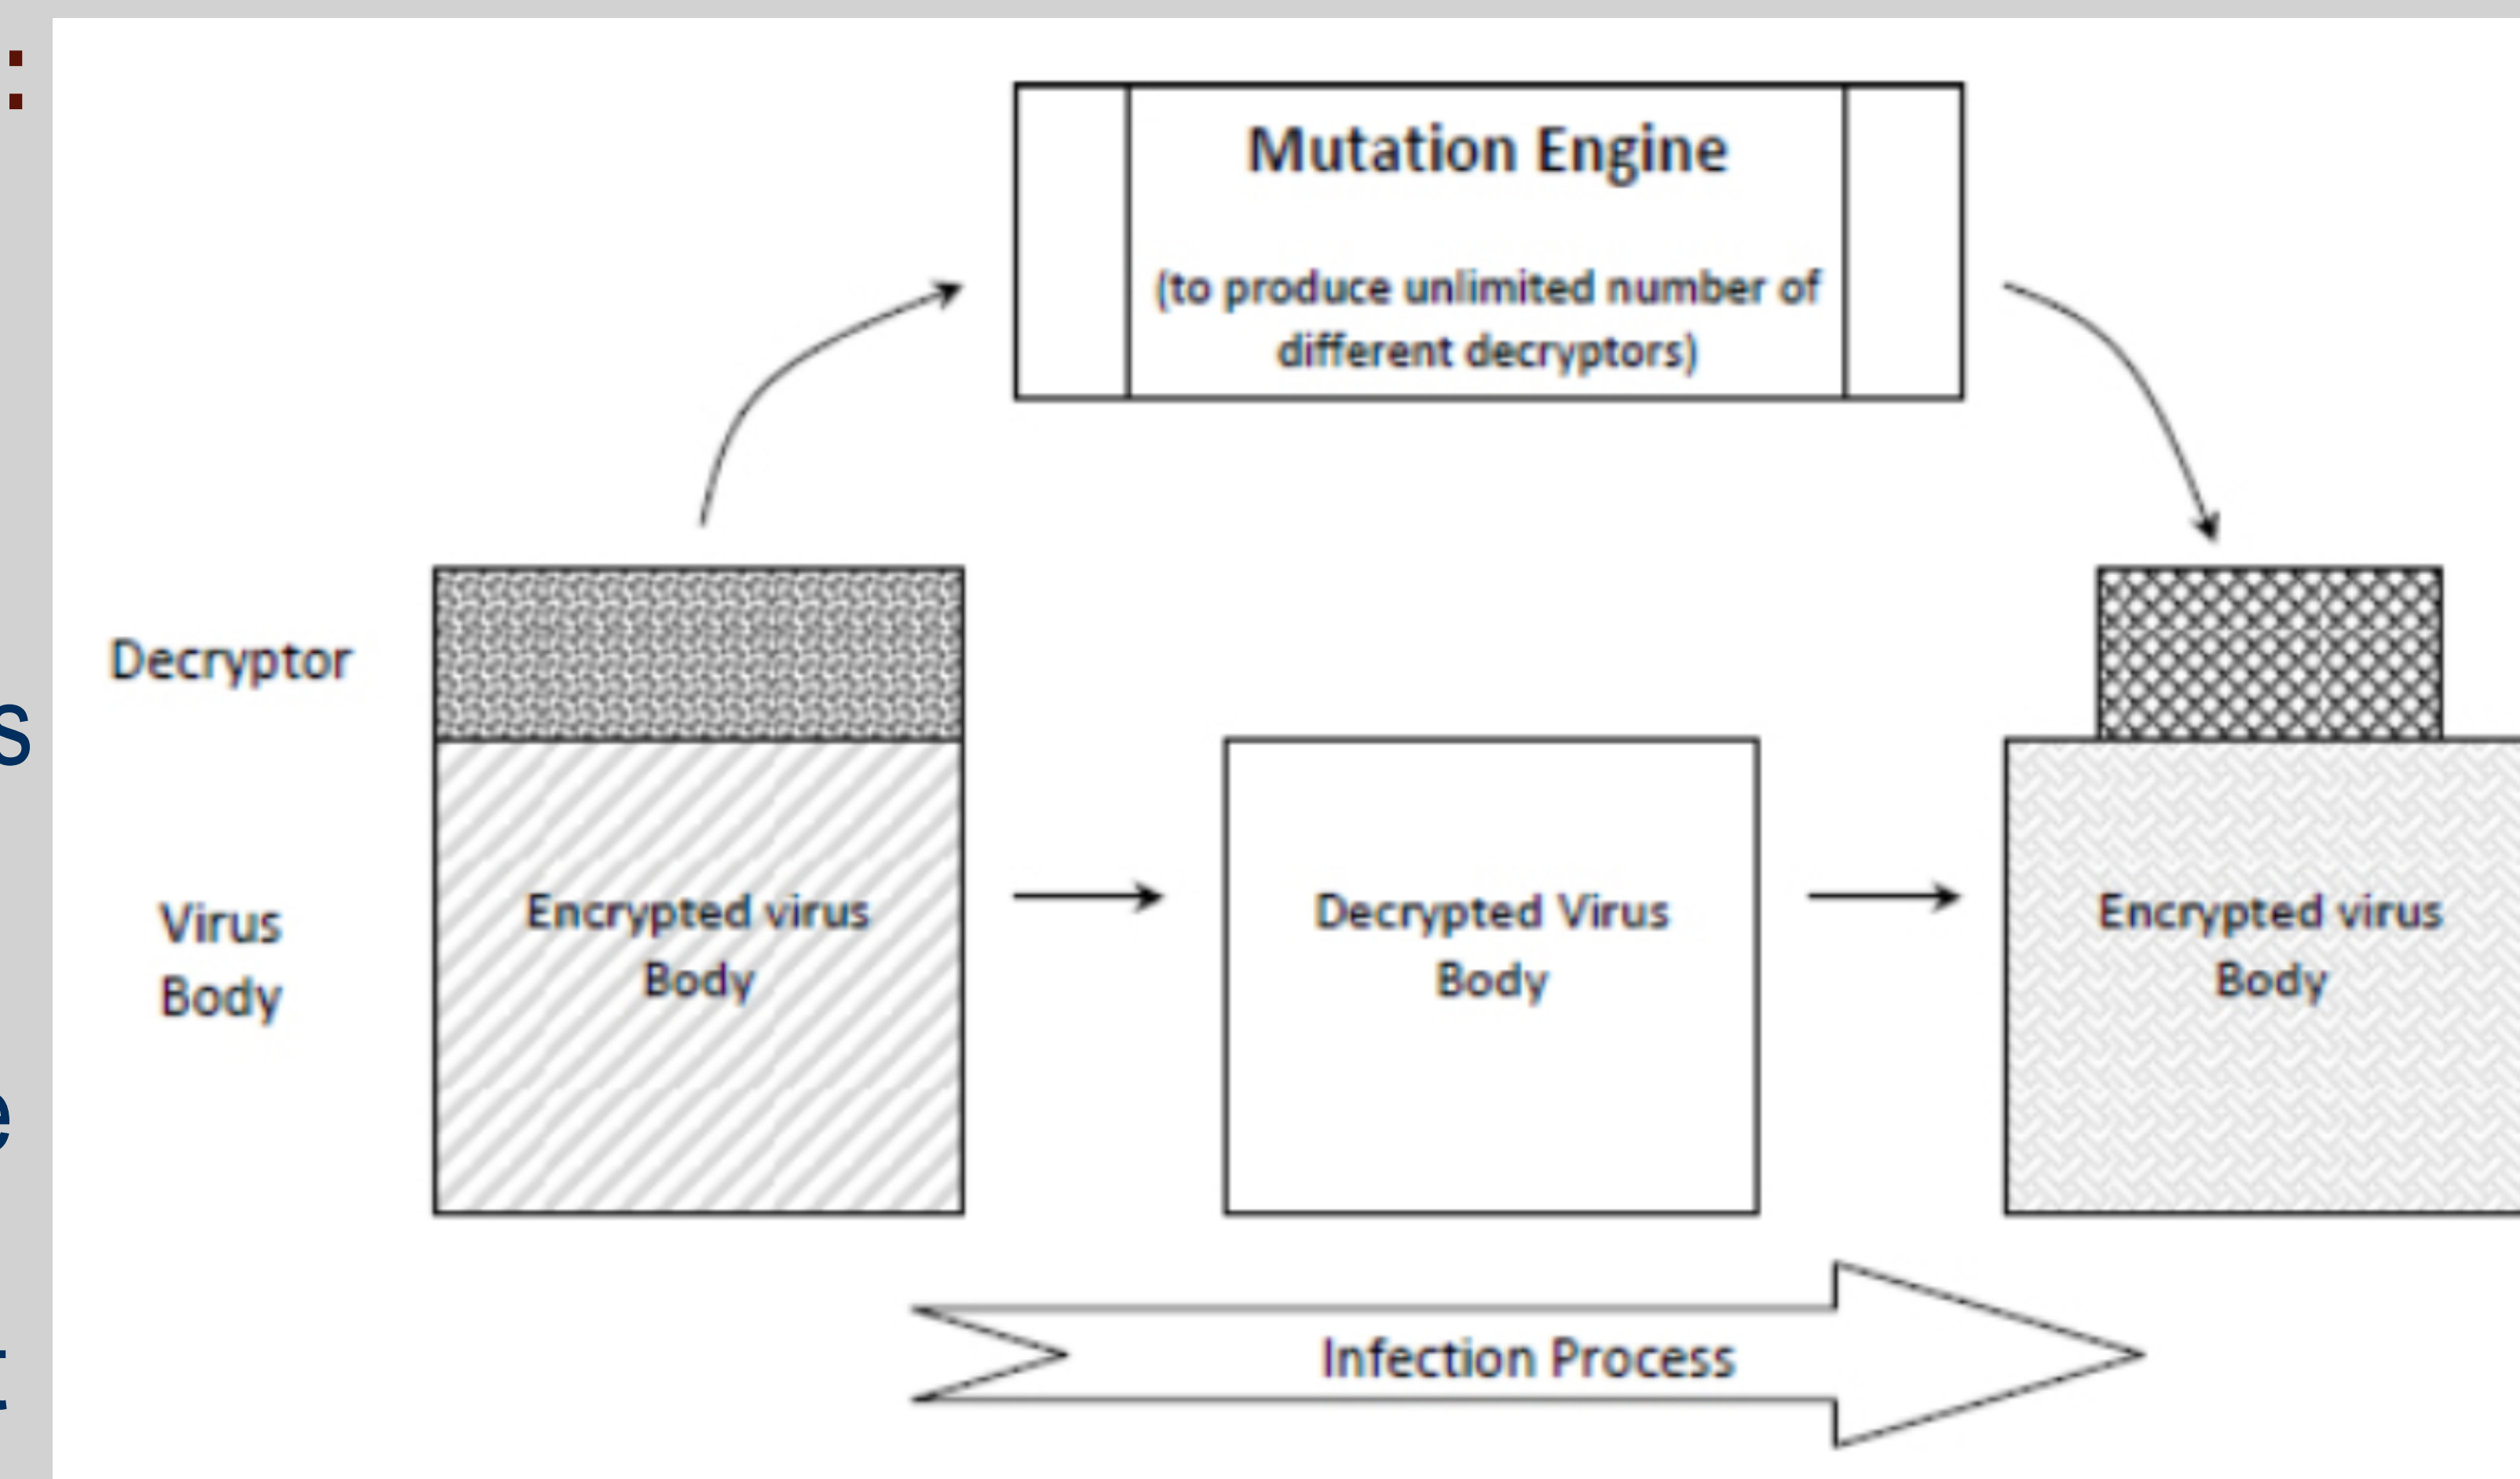 :
Mutation Engine
(to produce unlimited number of
different decryptors)
Decryptor
s
Virus
Body
Encrypted virus
Body
Decrypted Virus
Body
Encrypted virus
Body
e
Infection Process
t